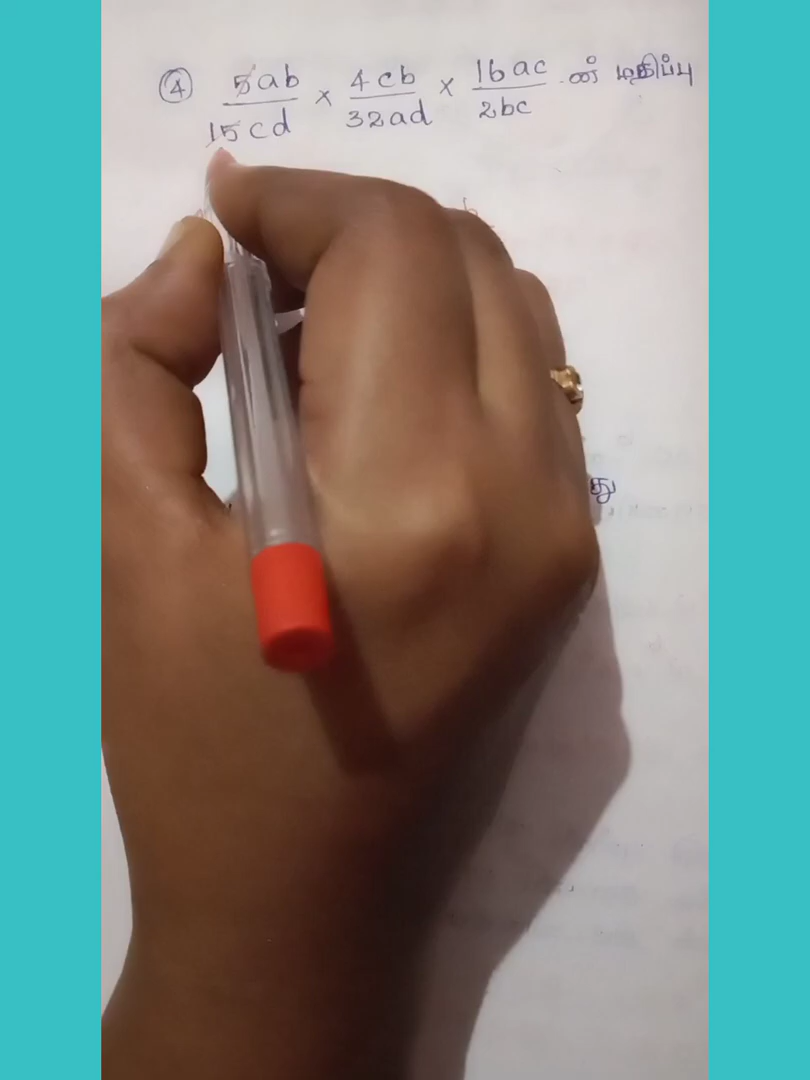 ④ 5ab/15cd × 4cb/32ad × 16ac/2bc -ன் மதிப்பு
து